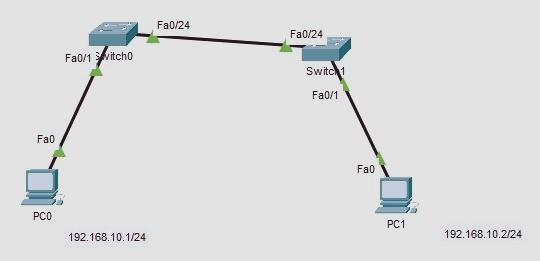 Fa0/24
Fa0/1
Switch0
Fa0/24
Switch1
Fa0/1
Fa0
PC0
192.168.10.1/24
Fa0
PC1
192.168.10.2/24